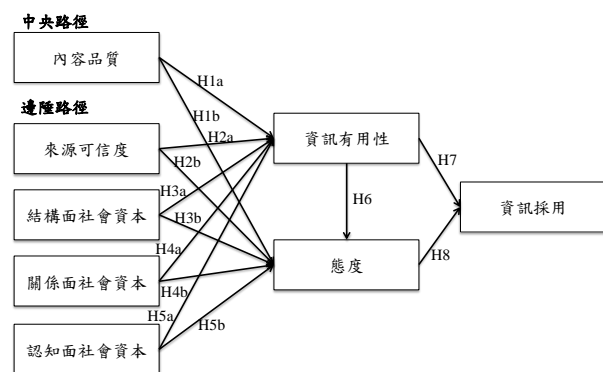 中央路徑
內容品質
邊陲路徑
來源可信度
結構面社會資本
關係面社會資本
認知面社會資本
H1a
H1b
H2a
H2b
H3a
H3b
H4a
H4b
H5a
H5b
資訊有用性
H6
態度
H7
H8
資訊採用